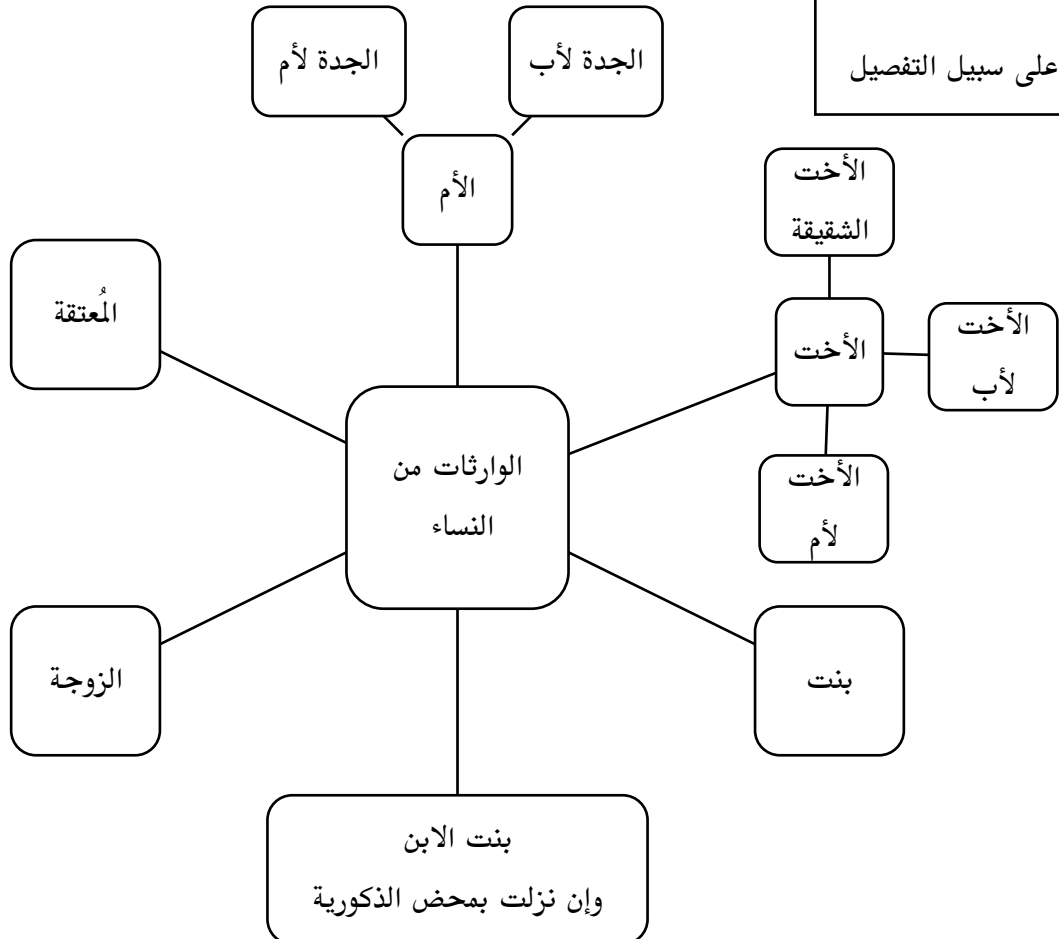 على سبيل التفصيل
الجدة لأب
الجدة لأم
الأم
الأخت
الشقيقة
الأخت
الأخت
لأب
الأخت
لأم
المُعتقة
الوارثات من
النساء
بنت
الزوجة
بنت الابن
وإن نزلت بمحض الذكورية